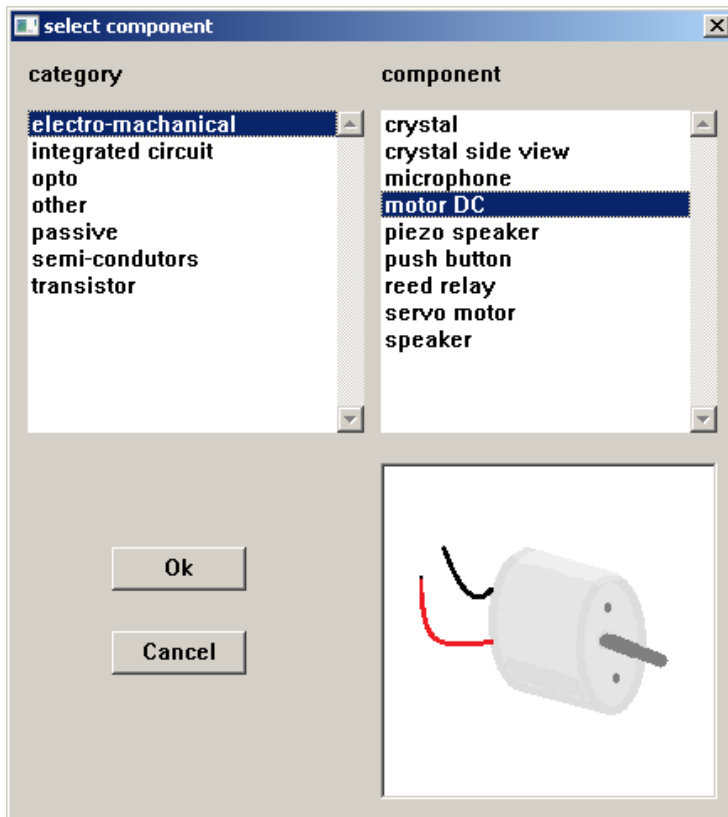 select component
category
component
electro-machanical
integrated circuit
opto
other
passive
semi-condutors
transistor
crystal
crystal side view
microphone
motor DC
piezo speaker
push button
reed relay
servo motor
speaker
Ok
Cancel